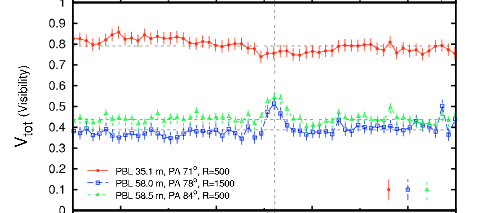 1
0.9
0.8
0.7
0.6
0.5
0.4
0.3
0.2
0.1
0
Vtot (Visibility)
PBL 35.1 m, PA 71°, R=500
PBL 58.0 m, PA 78°, R=1500
PBL 58.5 m, PA 84°, R=500